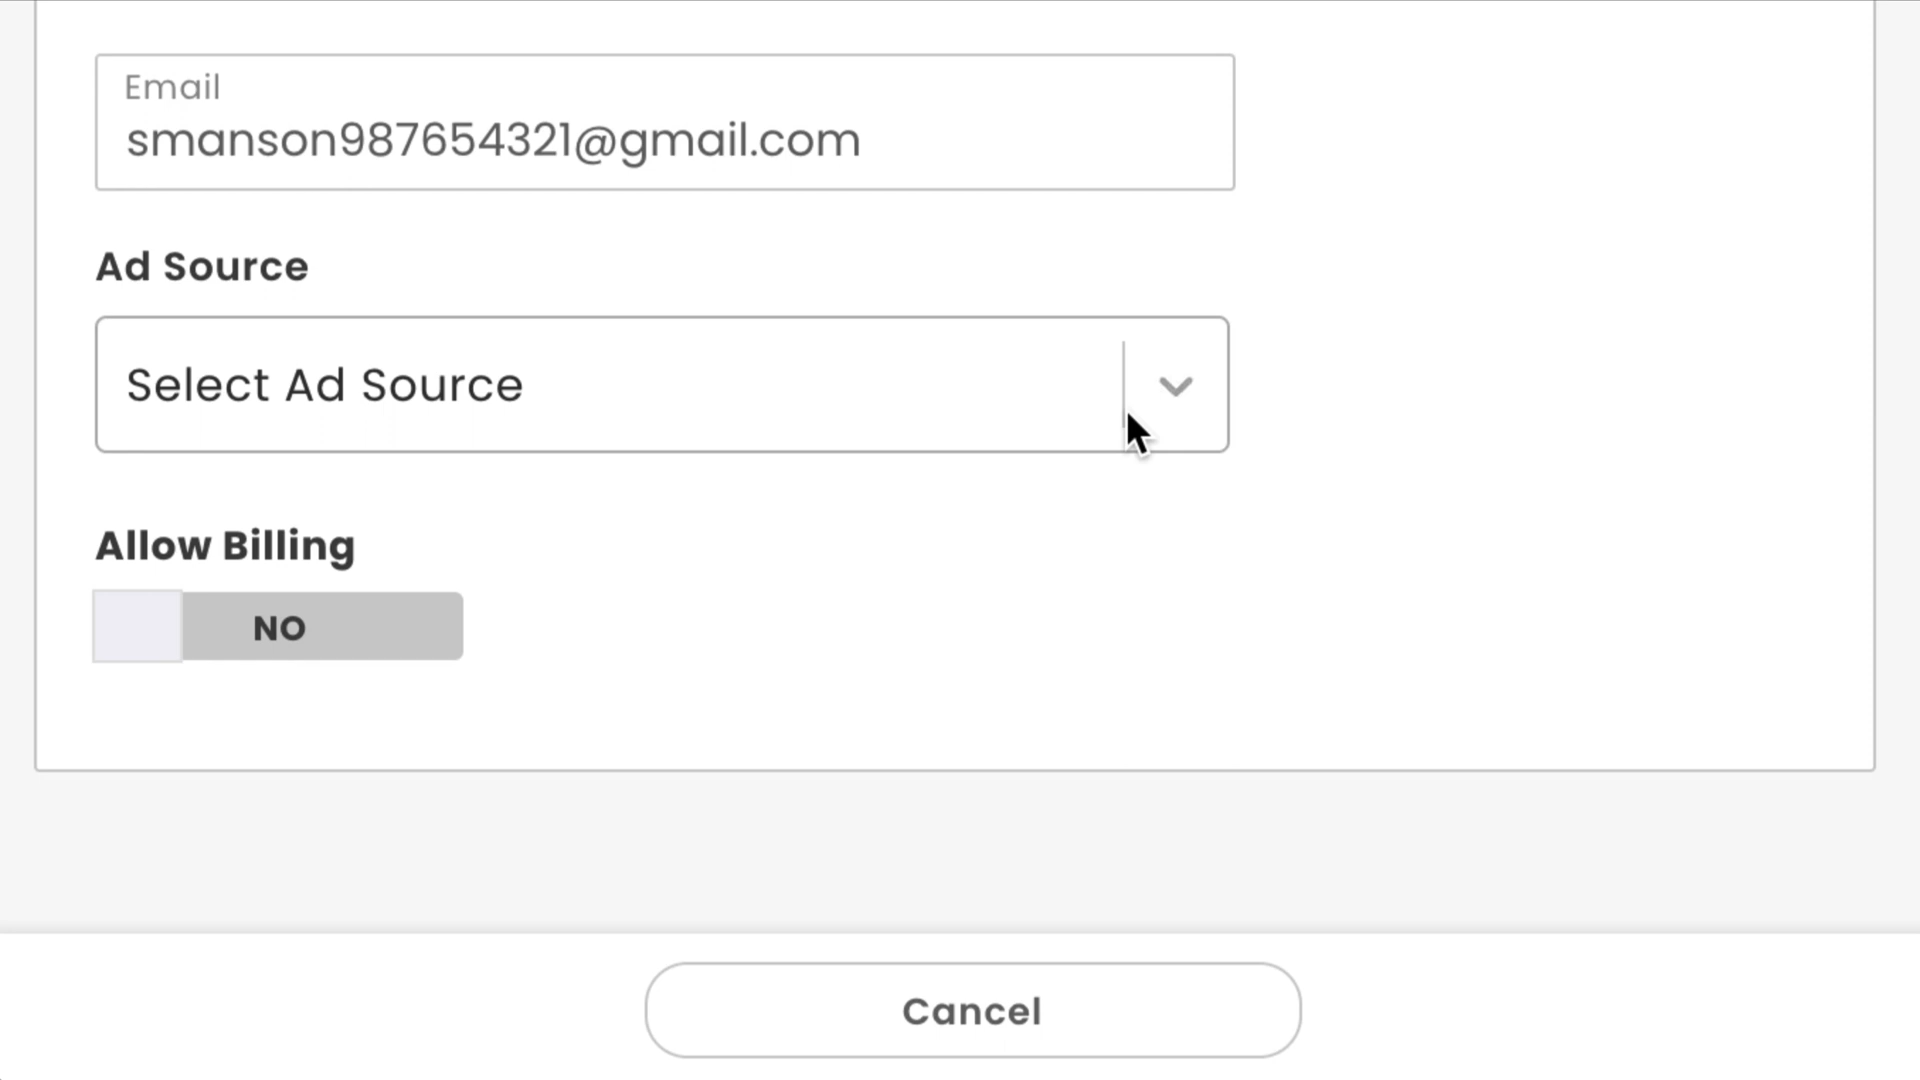 Email
smanson987654321@gmail.com
Ad Source
Select Ad Source
Allow Billing
NO
Cancel